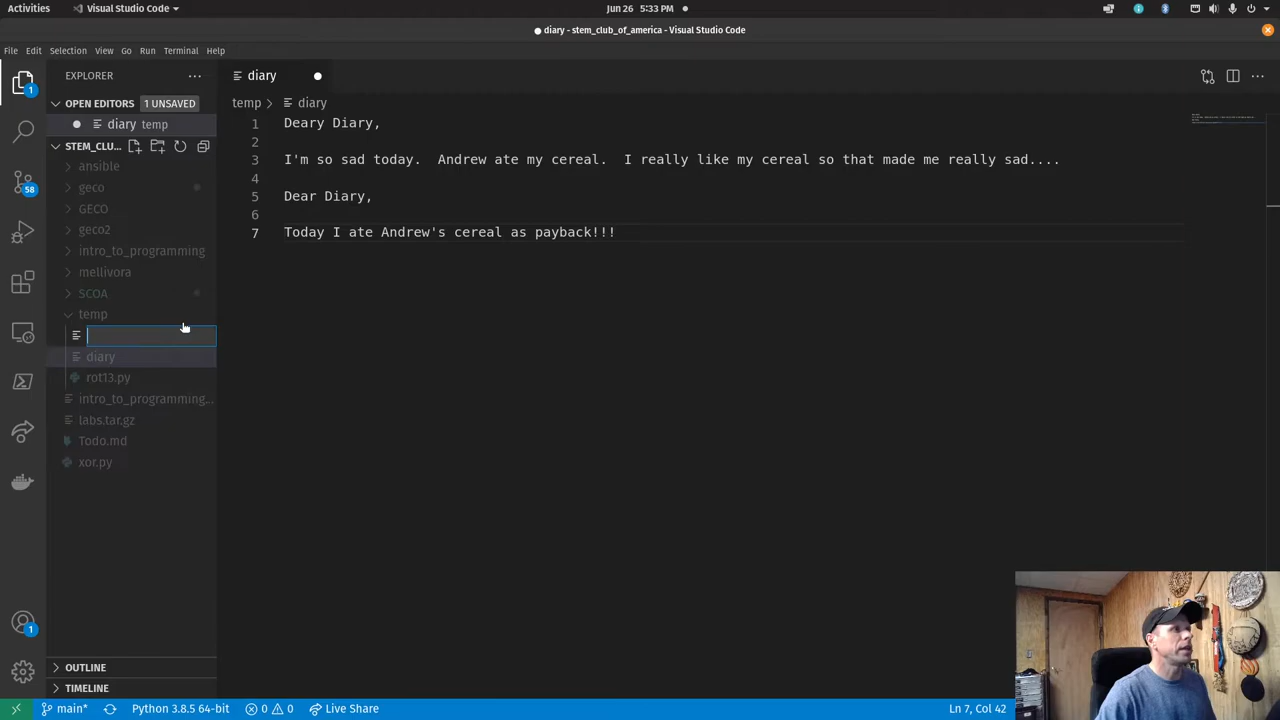 Activities
Visual Studio Code
Jun 26 5:33 PM
diary - stem_club_of_america - Visual Studio Code
File Edit Selection View Go Run Terminal Help
EXPLORER
diary
1
OPEN EDITORS 1 UNSAVED
temp diary
diary temp
1 Deary Diary,
2
STEM_CLU...
3 I'm so sad today.  Andrew ate my cereal.  I really like my cereal so that made me really sad....
ansible
4
58
geco
5 Dear Diary,
GECO
6
geco2
7 Today I ate Andrew's cereal as payback!!!
intro_to_programming
mellivora
SCOA
temp
diary
rot13.py
intro_to_programming...
labs.tar.gz
Todo.md
xor.py
1
OUTLINE
TIMELINE
main* Python 3.8.5 64-bit 0 0 Live Share Ln 7, Col 42